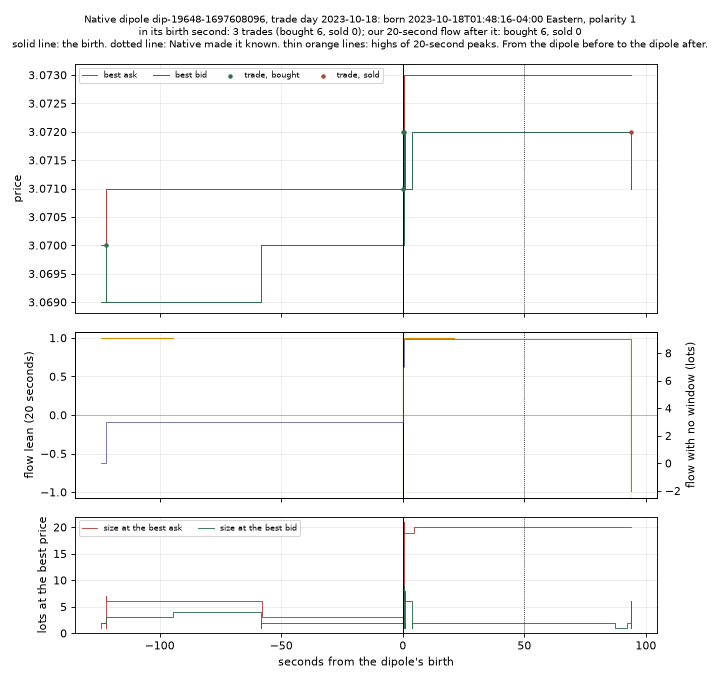 Native dipole dip-19648-1697608096, trade day 2023-10-18: born 2023-10-18T01:48:16-04:00 Eastern, polarity 1
in its birth second: 3 trades (bought 6, sold 0); our 20-second flow after it: bought 6, sold 0
solid line: the birth. dotted line: Native made it known. thin orange lines: highs of 20-second peaks. From the dipole before to the dipole after.
best ask best bid trade, bought trade, sold
3.0730
3.0725
3.0720
3.0715
3.0710
3.0705
3.0700
3.0695
3.0690
price
1.0
0.5
0.0
−0.5
−1.0
flow lean (20 seconds)
8
6
4
2
0
−2
flow with no window (lots)
size at the best ask size at the best bid
20
15
10
5
0
lots at the best price
−100 −50 0 50 100
seconds from the dipole's birth